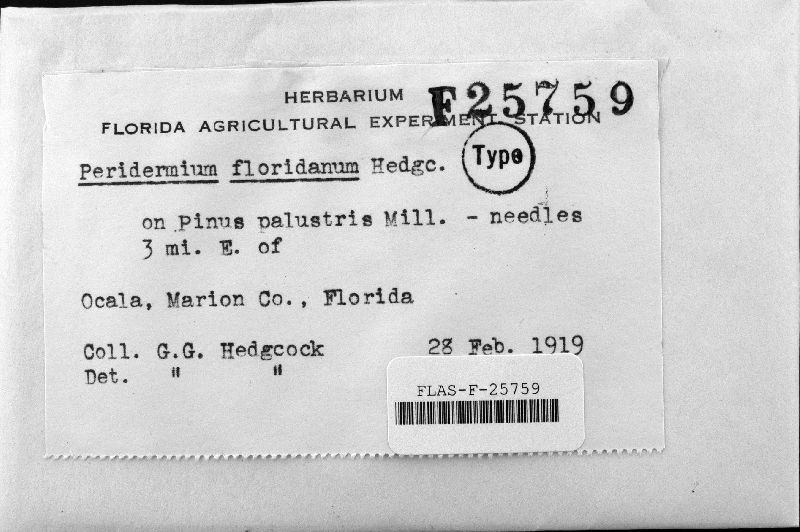 HERBARIUM F25759
FLORIDA AGRICULTURAL EXPERIMENT STATION
Peridermium floridanum Hedgc. Type
on Pinus palustris Mill. - needles
3 mi. E. of
Ocala, Marion Co., Florida
Coll. G.G. Hedgcock 28 Feb. 1919
Det. " "
FLAS-F-25759